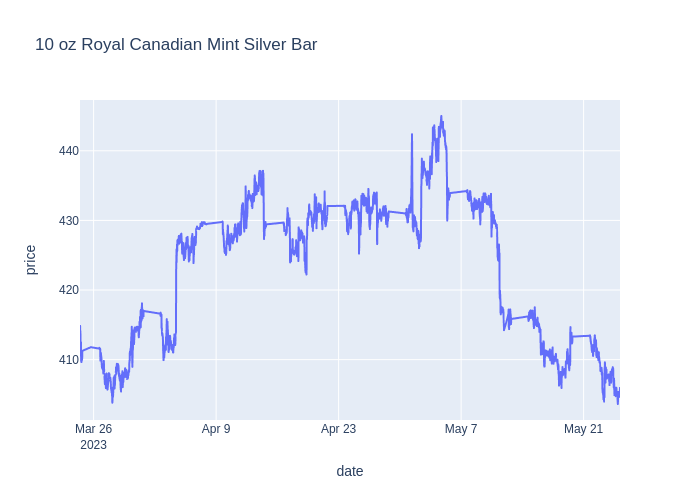 10 oz Royal Canadian Mint Silver Bar
440
430
420
410
price
Mar 26
2023
Apr 9
Apr 23
May 7
May 21
date